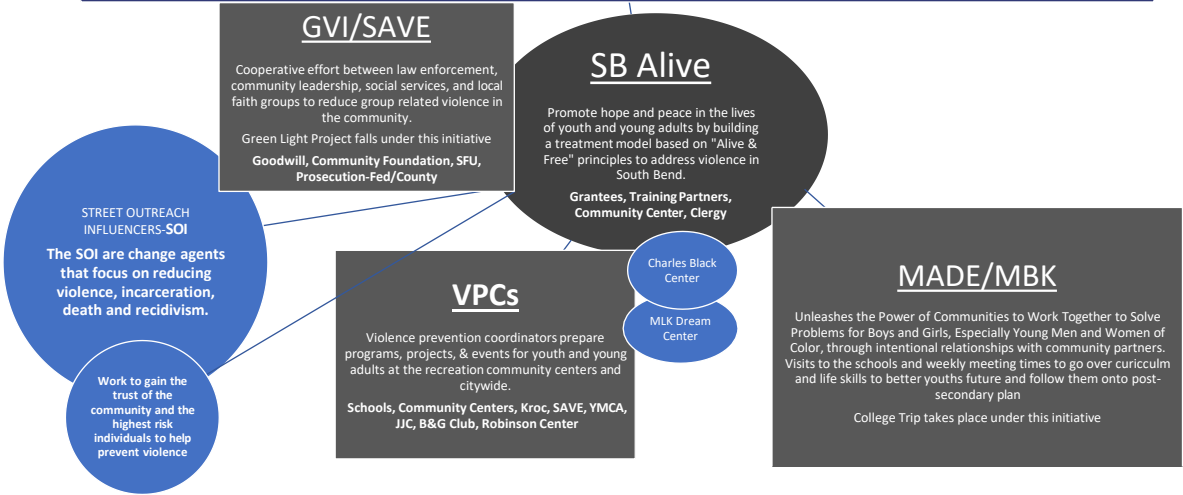 GVI/SAVE
Cooperative effort between law enforcement,
community leadership, social services, and local
faith groups to reduce group related violence in
the community.
Green Light Project falls under this initiative
Goodwill, Community Foundation, SFU,
Prosecution-Fed/County
SB Alive
Promote hope and peace in the lives
of youth and young adults by building
a treatment model based on "Alive &
Free" principles to address violence in
South Bend.
Grantees, Training Partners,
Community Center, Clergy
STREET OUTREACH
INFLUENCERS-SOI
The SOI are change agents
that focus on reducing
violence, incarceration,
death and recidivism.
Work to gain the
trust of the
community and the
highest risk
individuals to help
prevent violence
VPCs
Violence prevention coordinators prepare
programs, projects, & events for youth and young
adults at the recreation community centers and
citywide.
Schools, Community Centers, Kroc, SAVE, YMCA,
JJC, B&G Club, Robinson Center
Charles Black
Center
MLK Dream
Center
MADE/MBK
Unleashes the Power of Communities to Work Together to Solve
Problems for Boys and Girls, Especially Young Men and Women of
Color, through intentional relationships with community partners.
Visits to the schools and weekly meeting times to go over curicculm
and life skills to better youths future and follow them onto post-
secondary plan
College Trip takes place under this initiative